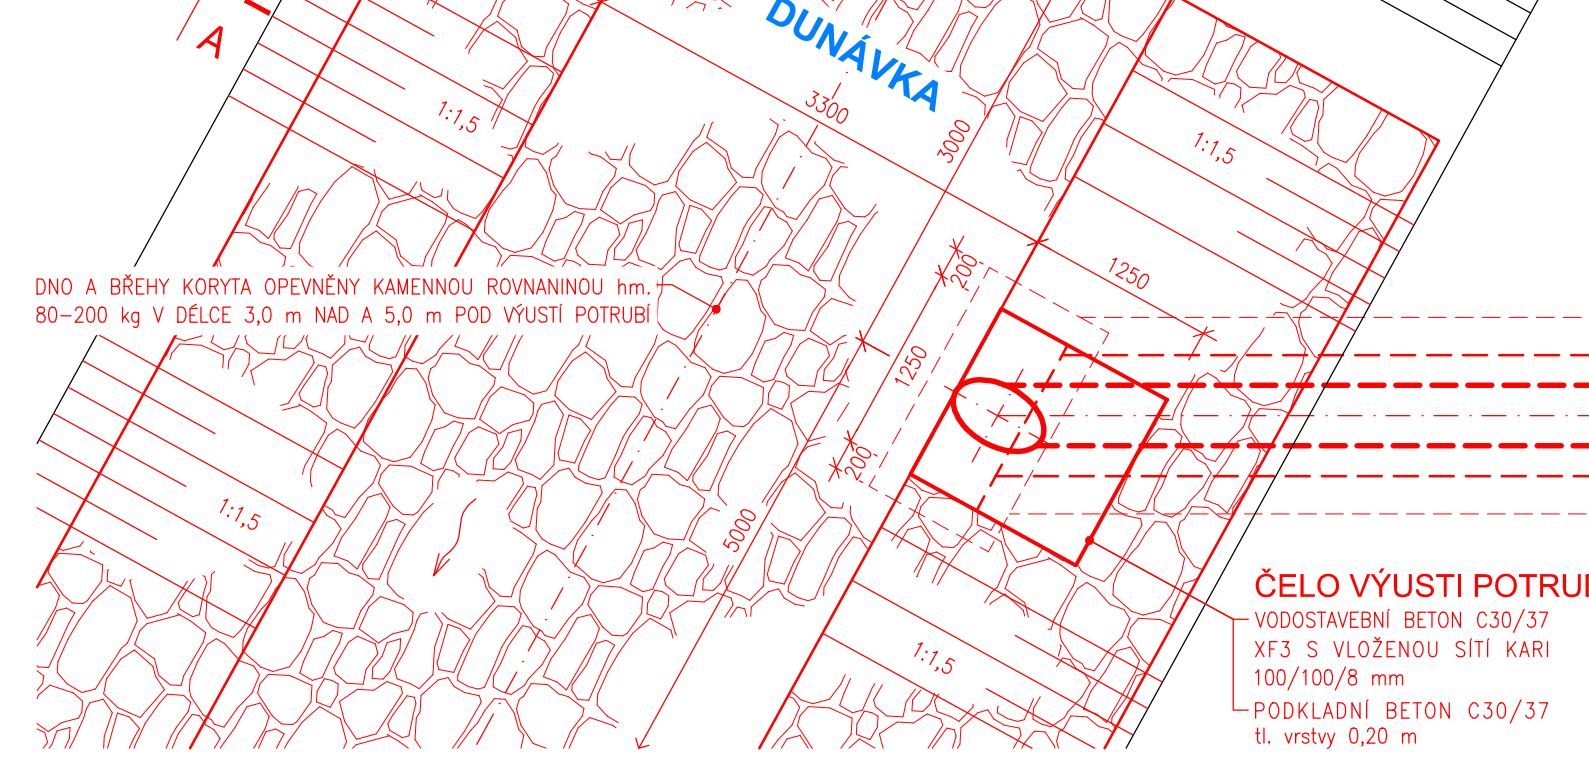 A
DUNÁVKA
1:1,5
3300
3000
1:1,5
DNO A BŘEHY KORYTA OPEVNĚNY KAMENNOU ROVNANINOU hm.
80-200 kg V DÉLCE 3,0 m NAD A 5,0 m POD VÝUSTÍ POTRUBÍ
200
1250
1250
200
1:1,5
5000
1:1,5
ČELO VÝUSTI POTRUB
VODOSTAVEBNÍ BETON C30/37
XF3 S VLOŽENOU SÍTÍ KARI
100/100/8 mm
PODKLADNÍ BETON C30/37
tl. vrstvy 0,20 m